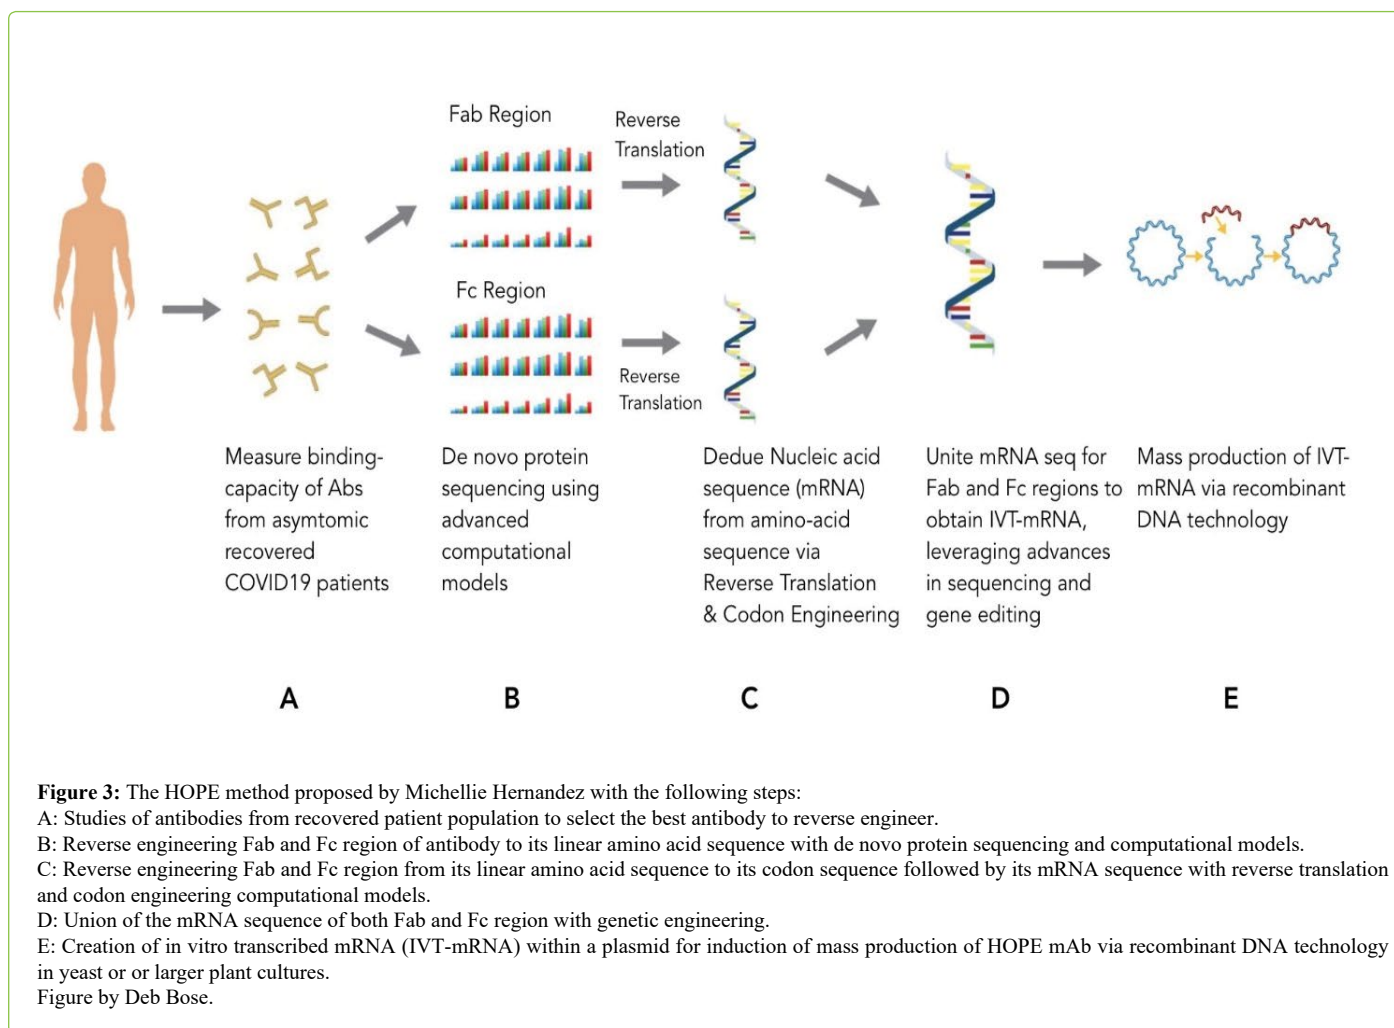 Fab Region
Reverse
Translation
Fc Region
Reverse
Translation
Measure binding-
capacity of Abs
from asymtomic
recovered
COVID19 patients
De novo protein
sequencing using
advanced
computational
models
Dedue Nucleic acid
sequence (mRNA)
from amino-acid
sequence via
Reverse Translation
& Codon Engineering
Unite mRNA seq for
Fab and Fc regions to
obtain IVT-mRNA,
leveraging advances
in sequencing and
gene editing
Mass production of IVT-
mRNA via recombinant
DNA technology
A
B
C
D
E
Figure 3: The HOPE method proposed by Michellie Hernandez with the following steps:
A: Studies of antibodies from recovered patient population to select the best antibody to reverse engineer.
B: Reverse engineering Fab and Fc region of antibody to its linear amino acid sequence with de novo protein sequencing and computational models.
C: Reverse engineering Fab and Fc region from its linear amino acid sequence to its codon sequence followed by its mRNA sequence with reverse translation
and codon engineering computational models.
D: Union of the mRNA sequence of both Fab and Fc region with genetic engineering.
E: Creation of in vitro transcribed mRNA (IVT-mRNA) within a plasmid for induction of mass production of HOPE mAb via recombinant DNA technology
in yeast or or larger plant cultures.
Figure by Deb Bose.